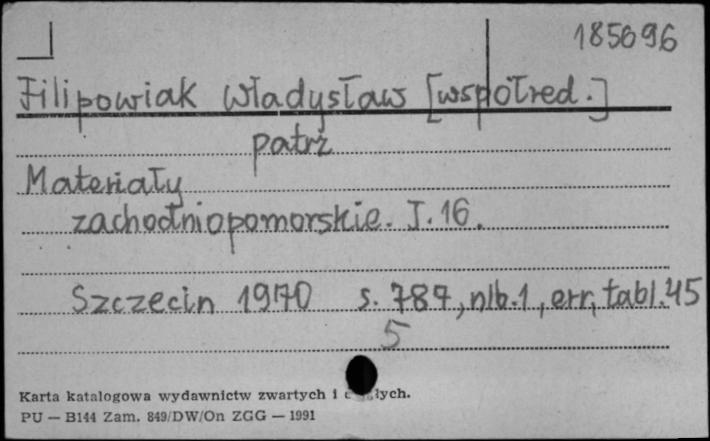 185696
Filipowiak Władysław [współred.]
patrz
Materiały
zachodniopomorskie. T. 16.
Szczecin 1970 s. 787, nlb. 1, err, tabl. 45
5
Karta katalogowa wydawnictw zwartych i
PU — B144 Zam. 849/DW/On ZGG — 1991